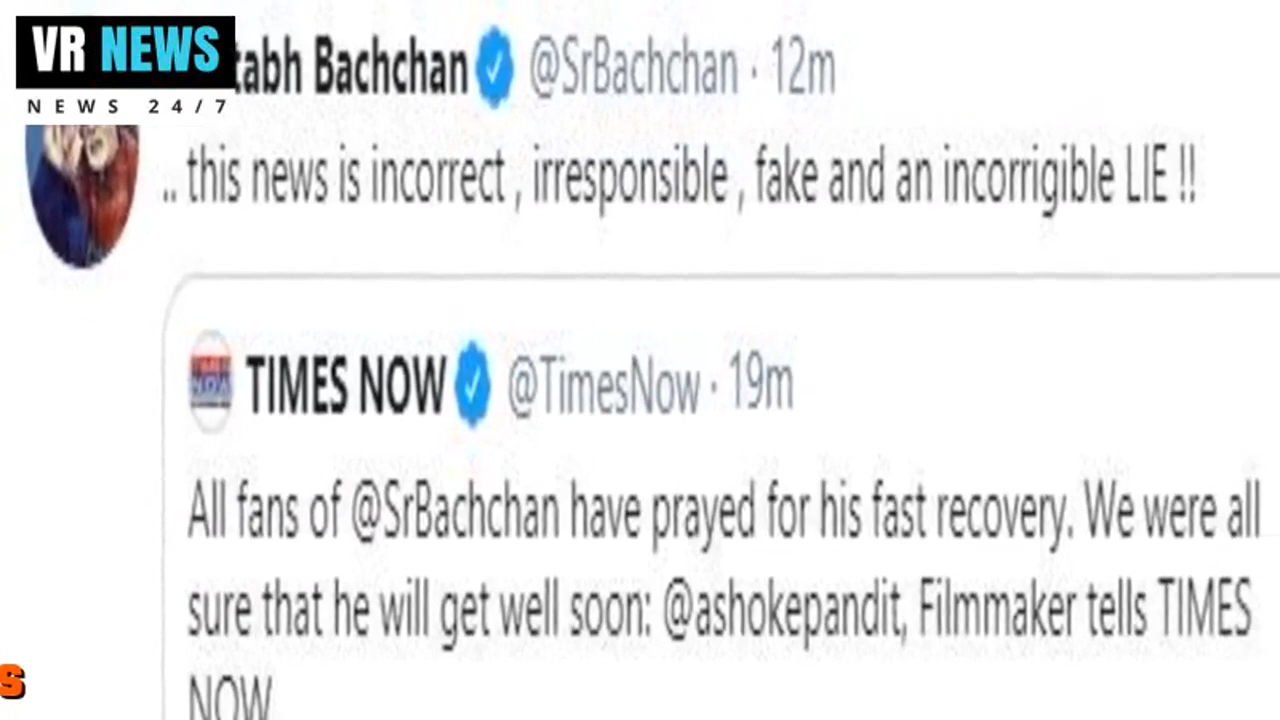 VR NEWS
NEWS 24/7
tabh Bachchan @SrBachchan · 12m
.. this news is incorrect , irresponsible , fake and an incorrigible LIE !!
TIMES NOW @TimesNow · 19m
All fans of @SrBachchan have prayed for his fast recovery. We were all
sure that he will get well soon: @ashokepandit, Filmmaker tells TIMES
NOW
S